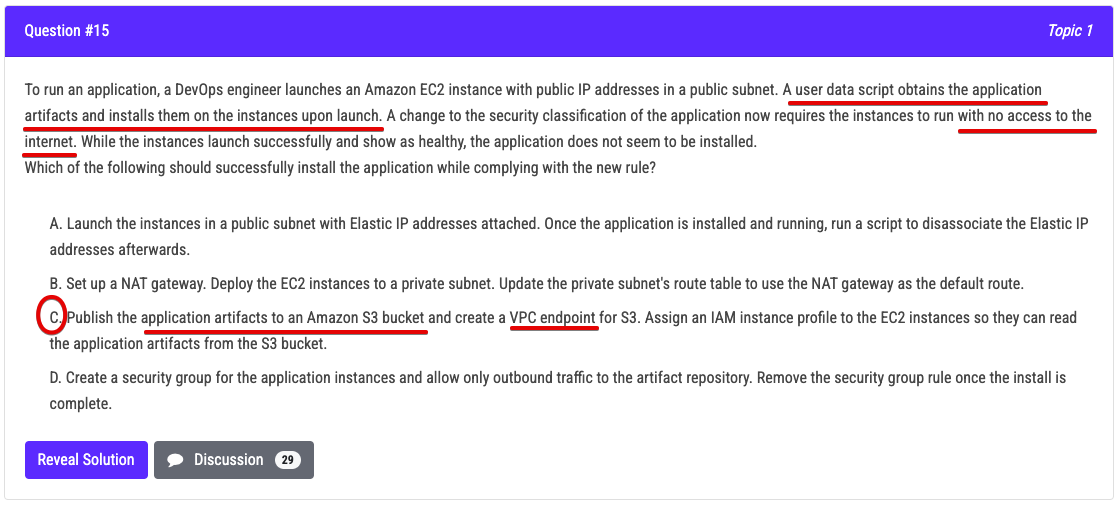 Question #15
Topic 1
To run an application, a DevOps engineer launches an Amazon EC2 instance with public IP addresses in a public subnet. A user data script obtains the application
artifacts and installs them on the instances upon launch. A change to the security classification of the application now requires the instances to run with no access to the
internet. While the instances launch successfully and show as healthy, the application does not seem to be installed.
Which of the following should successfully install the application while complying with the new rule?
A. Launch the instances in a public subnet with Elastic IP addresses attached. Once the application is installed and running, run a script to disassociate the Elastic IP
addresses afterwards.
B. Set up a NAT gateway. Deploy the EC2 instances to a private subnet. Update the private subnet's route table to use the NAT gateway as the default route.
C. Publish the application artifacts to an Amazon S3 bucket and create a VPC endpoint for S3. Assign an IAM instance profile to the EC2 instances so they can read
the application artifacts from the S3 bucket.
D. Create a security group for the application instances and allow only outbound traffic to the artifact repository. Remove the security group rule once the install is
complete.
Reveal Solution
Discussion 29